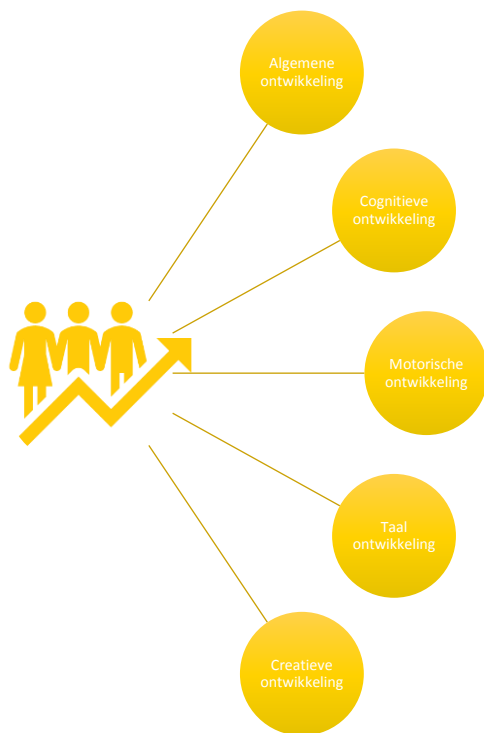 Algemene
ontwikkeling
Cognitieve
ontwikkeling
Motorische
ontwikkeling
Taal
ontwikkeling
Creatieve
ontwikkeling